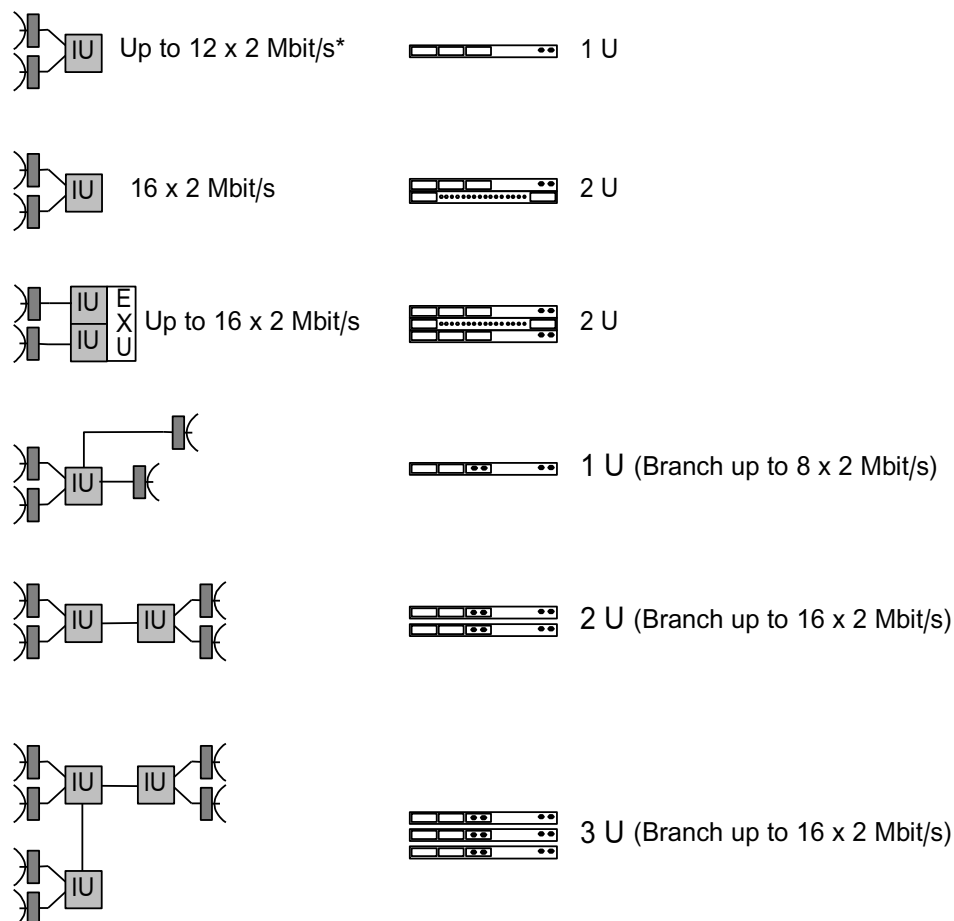 IU Up to 12 x 2 Mbit/s* 1 U
IU 16 x 2 Mbit/s 2 U
IU E
X
U
IU Up to 16 x 2 Mbit/s 2 U
IU 1 U (Branch up to 8 x 2 Mbit/s)
IU IU 2 U (Branch up to 16 x 2 Mbit/s)
IU IU
3 U (Branch up to 16 x 2 Mbit/s)
IU